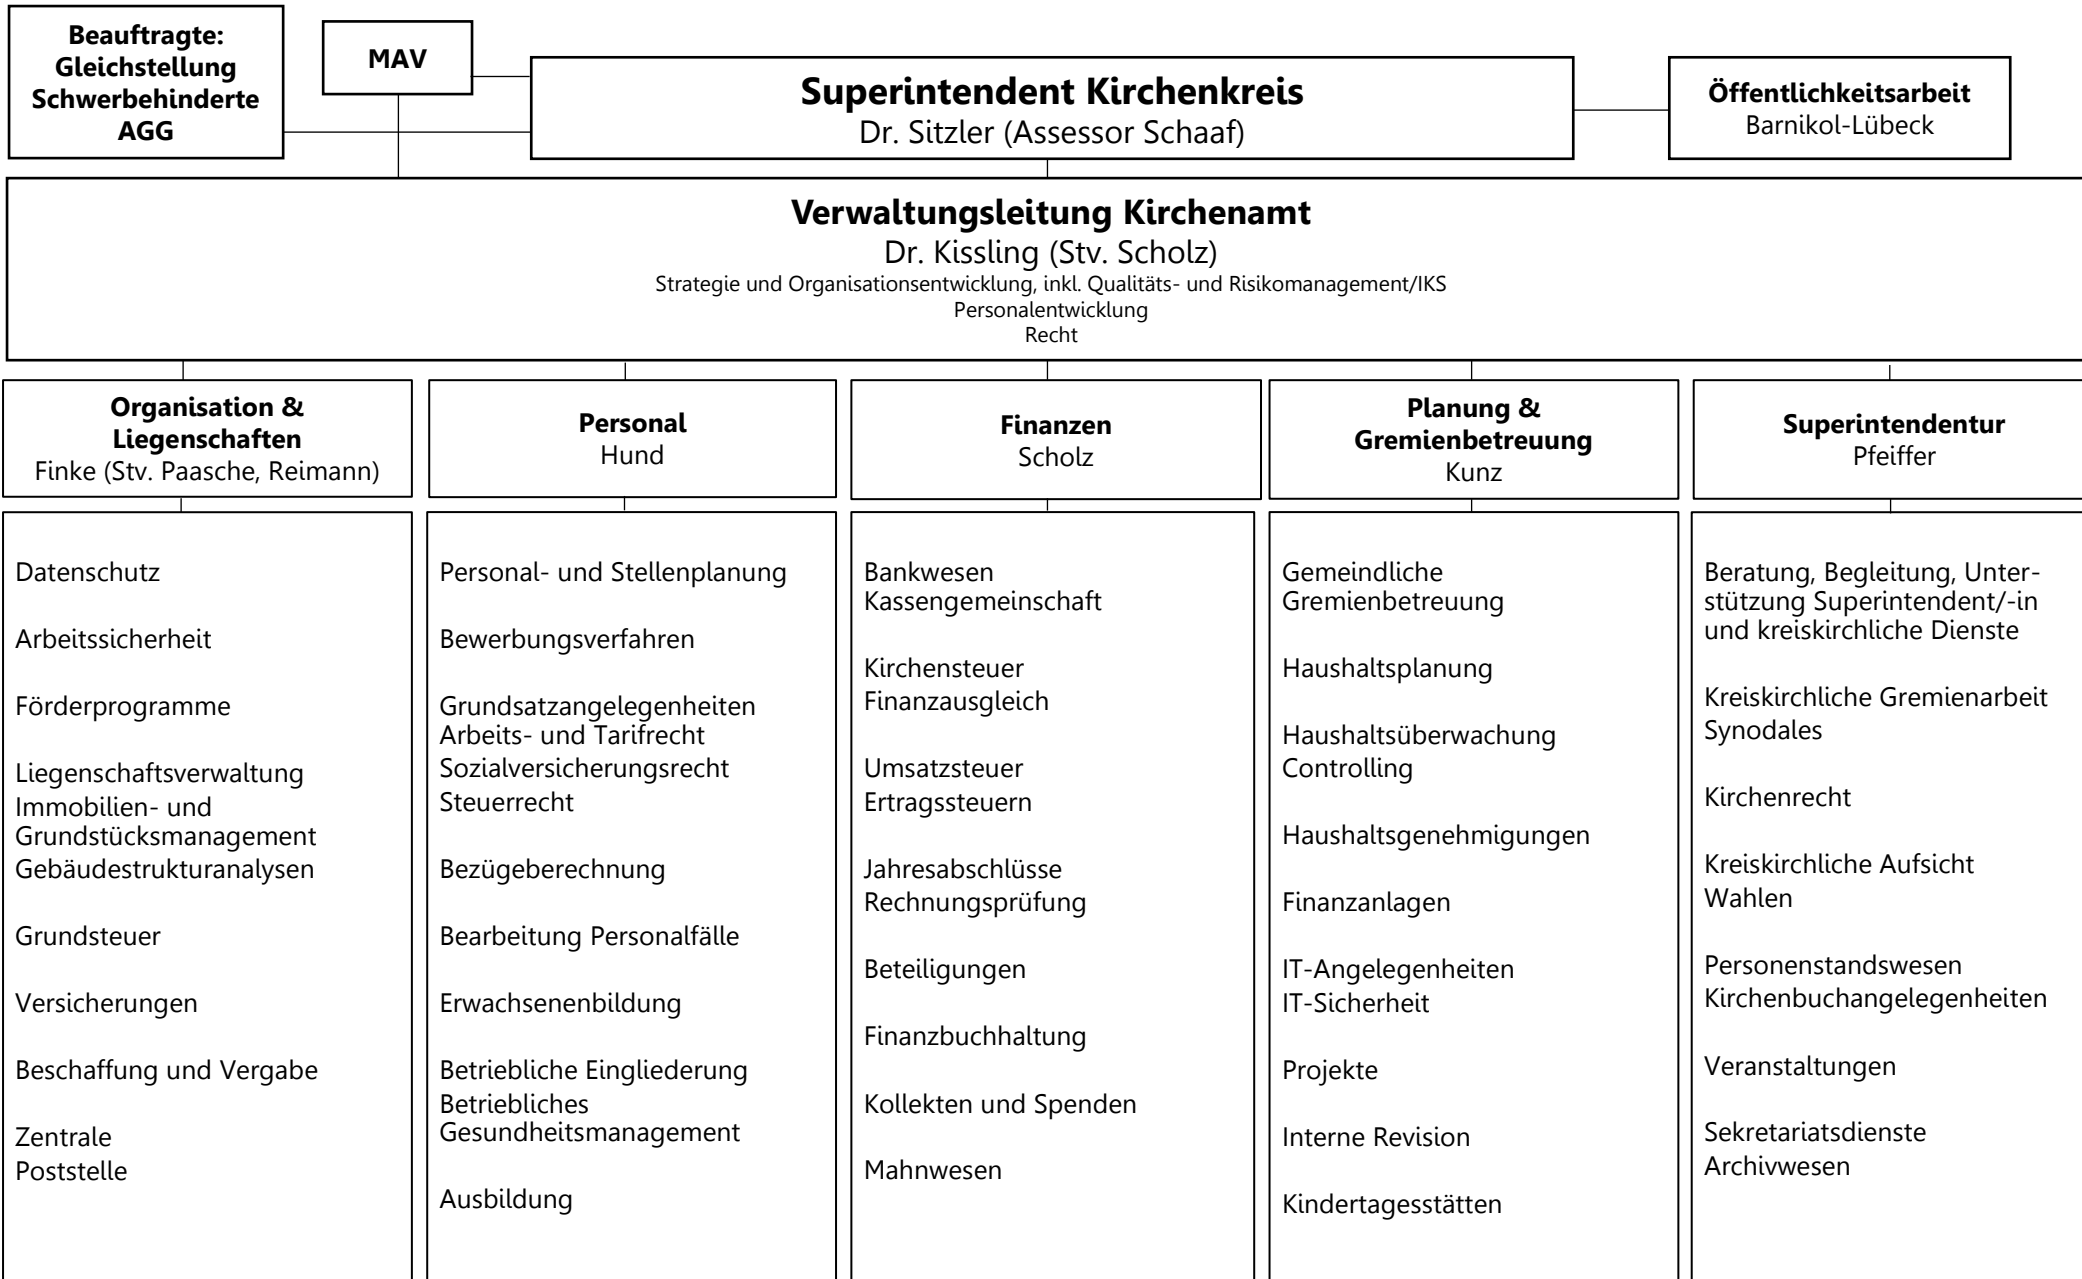 Beauftragte:
Gleichstellung
Schwerbehinderte
AGG
MAV
Superintendent Kirchenkreis
Dr. Sitzler (Assessor Schaaf)
Öffentlichkeitsarbeit
Barnikol-Lübeck
Verwaltungsleitung Kirchenamt
Dr. Kissling (Stv. Scholz)
Strategie und Organisationsentwicklung, inkl. Qualitäts- und Risikomanagement/IKS
Personalentwicklung
Recht
Organisation &
Liegenschaften
Finke (Stv. Paasche, Reimann)
Datenschutz
Arbeitssicherheit
Förderprogramme
Liegenschaftsverwaltung
Immobilien- und
Grundstücksmanagement
Gebäudestrukturanalysen
Grundsteuer
Versicherungen
Beschaffung und Vergabe
Zentrale
Poststelle
Personal
Hund
Personal- und Stellenplanung
Bewerbungsverfahren
Grundsatzangelegenheiten
Arbeits- und Tarifrecht
Sozialversicherungsrecht
Steuerrecht
Bezügeberechnung
Bearbeitung Personalfälle
Erwachsenenbildung
Betriebliche Eingliederung
Betriebliches
Gesundheitsmanagement
Ausbildung
Finanzen
Scholz
Bankwesen
Kassengemeinschaft
Kirchensteuer
Finanzausgleich
Umsatzsteuer
Ertragssteuern
Jahresabschlüsse
Rechnungsprüfung
Beteiligungen
Finanzbuchhaltung
Kollekten und Spenden
Mahnwesen
Planung &
Gremienbetreuung
Kunz
Gemeindliche
Gremienbetreuung
Haushaltsplanung
Haushaltsüberwachung
Controlling
Haushaltsgenehmigungen
Finanzanlagen
IT-Angelegenheiten
IT-Sicherheit
Projekte
Interne Revision
Kindertagesstätten
Superintendentur
Pfeiffer
Beratung, Begleitung, Unter-
stützung Superintendent/-in
und kreiskirchliche Dienste
Kreiskirchliche Gremienarbeit
Synodales
Kirchenrecht
Kreiskirchliche Aufsicht
Wahlen
Personenstandswesen
Kirchenbuchangelegenheiten
Veranstaltungen
Sekretariatsdienste
Archivwesen